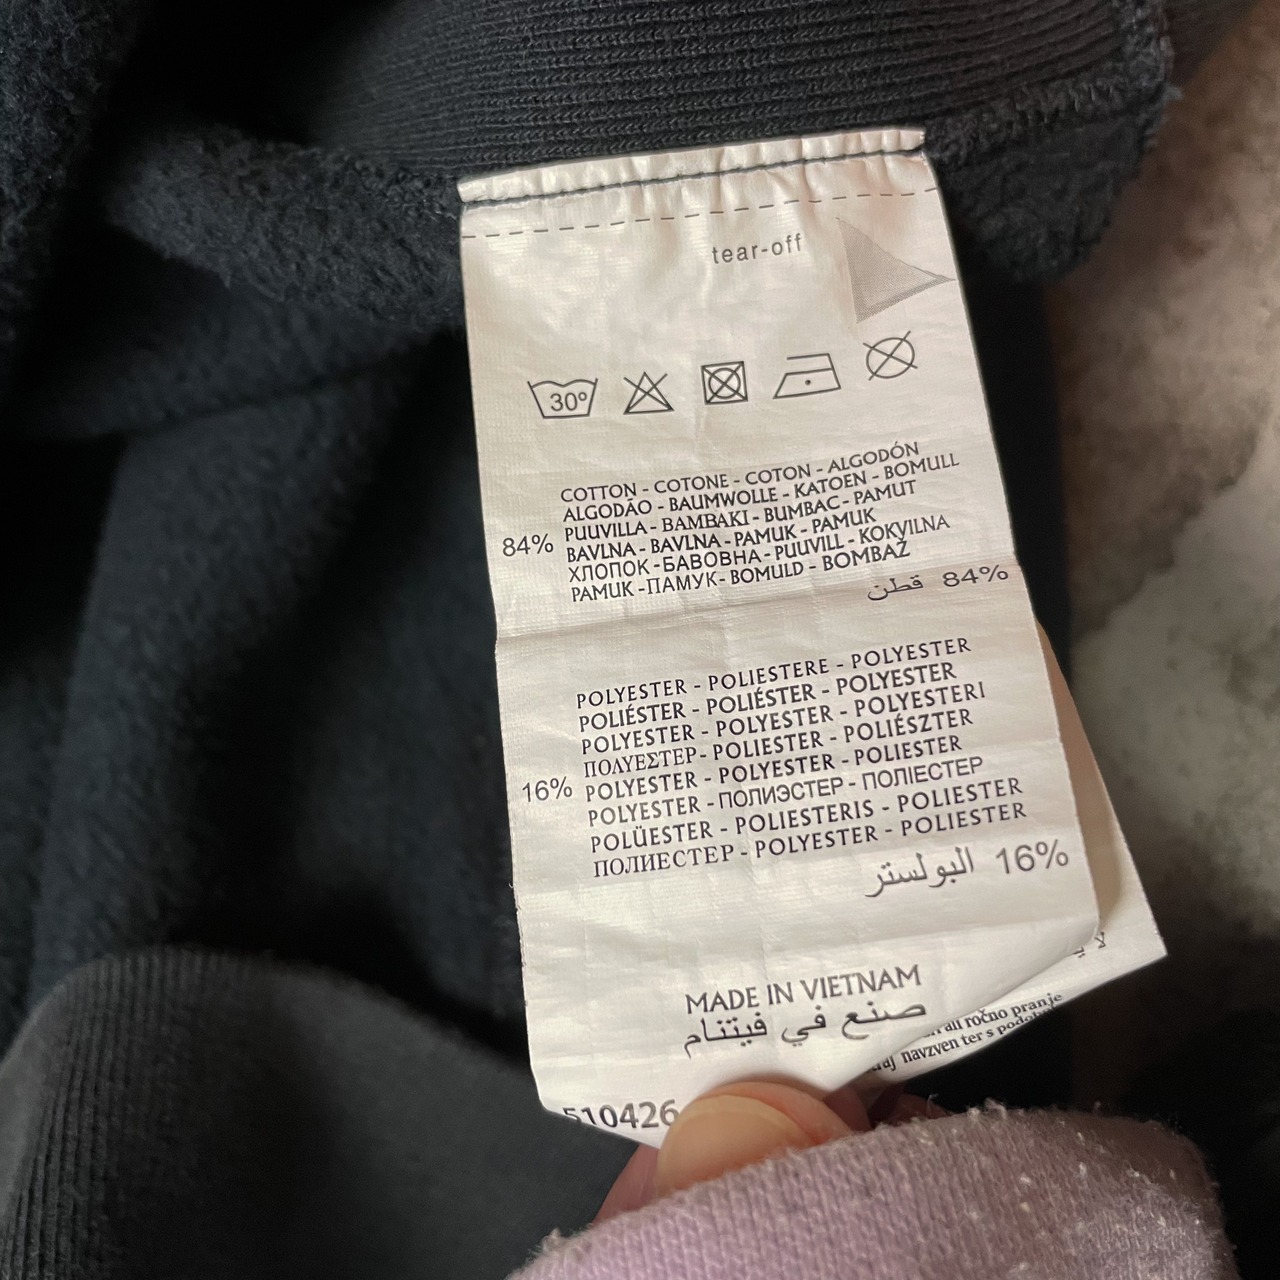 tear-off
30º
COTTON - COTONE - COTON - ALGODÓN
ALGODÃO - BAUMWOLLE - KATOEN - BOMULL
PUUVILLA - BAMBAKI - BUMBAC - PAMUT
84% BAVLNA - BAVLNA - PAMUK - PAMUK
ХЛОПОК -БАВОВНА - PUUVILL - KOKVILNA
PAMUK -ПАМУК- BOMULD - BOMBAŽ
84% قطن
POLYESTER - POLIESTERE - POLYESTER
POLIÉSTER - POLIÉSTER - POLYESTER
POLYESTER - POLYESTER - POLYESTERI
ΠΟΛΥΕΣΤΕΡ- POLIESTER - POLIÉSZTER
16% POLYESTER - POLYESTER - POLIESTER
POLYESTER - ПОЛИЭСТЕР - ПОЛІЕСТЕР
POLÜESTER - POLIESTERIS - POLIESTER
ПОЛИЕСТЕР - POLYESTER - POLIESTER
16% البولستر
MADE IN VIETNAM
صنع في فيتنام
510426
ali ročno pranje
navzven ter s